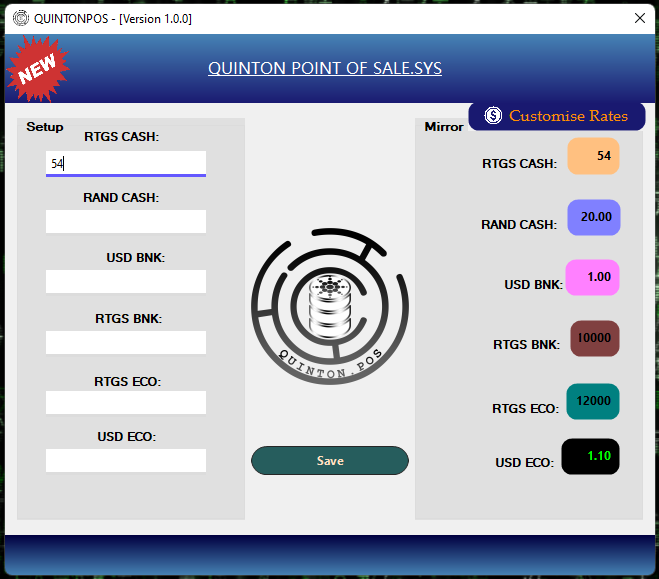 QUINTONPOS - [Version 1.0.0]
NEW
QUINTON POINT OF SALE.SYS
Customise Rates
Setup
RTGS CASH:
54
RAND CASH:
USD BNK:
RTGS BNK:
RTGS ECO:
USD ECO:
QUINTON.POS
Save
Mirror
RTGS CASH: 54
RAND CASH: 20.00
USD BNK: 1.00
RTGS BNK: 10000
RTGS ECO: 12000
USD ECO: 1.10